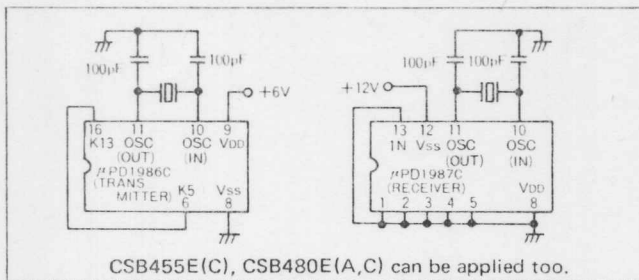 100pF
100pF
+6V
16 11 10 9
K13 OSC OSC VDD
(OUT) (IN)
μPD1986C
(TRANS
MITTER)
K5 VSS
6 8
100pF 100pF
+12V
13 12 11 10
IN VSS OSC OSC
(OUT) (IN)
μPD1987C
(RECEIVER) VDD
1 2 3 4 5 8
CSB455E(C), CSB480E(A,C) can be applied too.